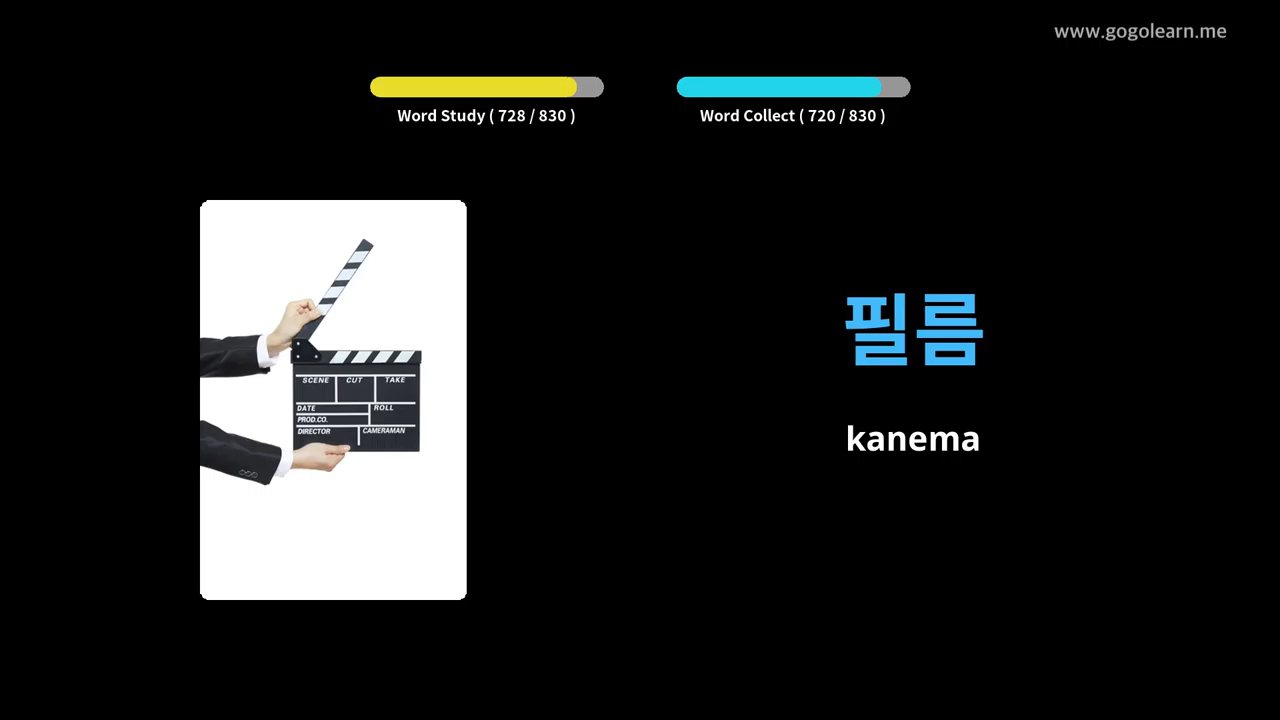 www.gogolearn.me
Word Study ( 728 / 830 )
Word Collect ( 720 / 830 )
필름
kanema
SCENE CUT TAKE
DATE ROLL
PROD.CO.
DIRECTOR CAMERAMAN